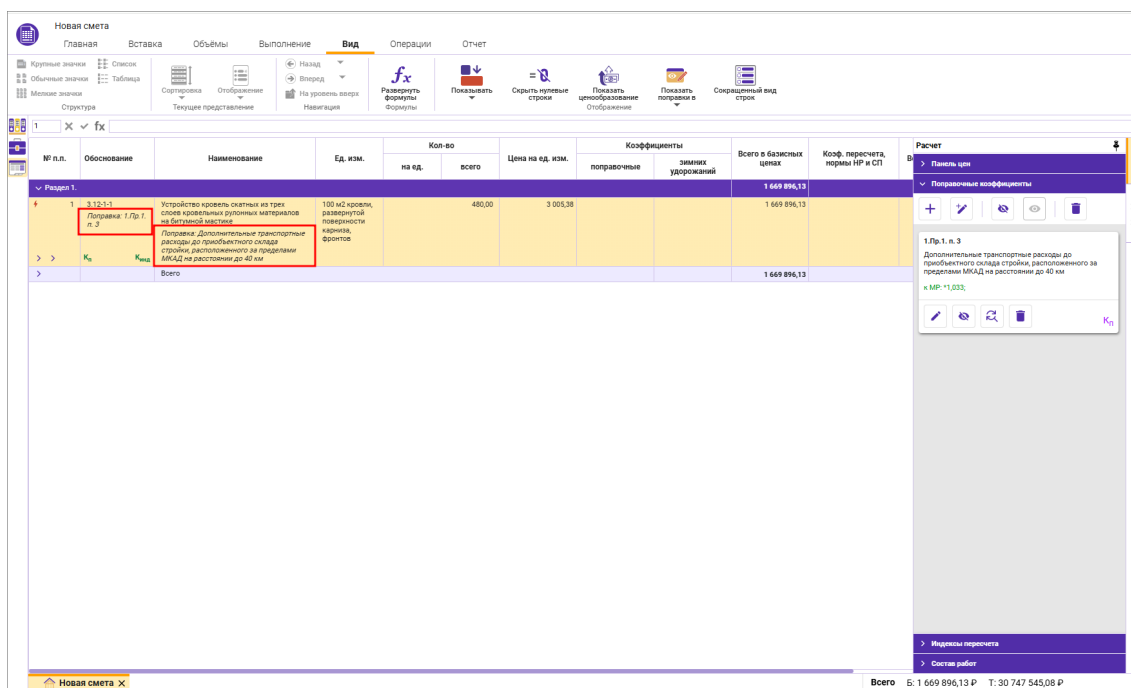 Новая смета
Главная Вставка Объёмы Выполнение Вид Операции Отчет
Крупные значки Список
Обычные значки Таблица
Мелкие значки
Структура
Сортировка Отображение
Текущее представление
Назад
Вперед
На уровень вверх
Навигация
fx
Развернуть
формулы
Формулы
Показывать
Скрыть нулевые
строки
Показать
ценообразование
Показать
поправки в
Сокращенный вид
строк
Отображение
1 fx
№ п.п. Обоснование Наименование Ед. изм. Кол-во Цена на ед. изм. Коэффициенты Всего в базисных
ценах Коэф. пересчета,
нормы НР и СП
на ед. всего поправочные зимних
удорожаний
Раздел 1. 1 669 896,13
1 3.12-1-1 Устройство кровель скатных из трех
слоев кровельных рулонных материалов
на битумной мастике
100 м2 кровли,
развернутой
поверхности
карниза,
фронтов
480,00 3 005,38 1 669 896,13
Поправка: 1.Пр.1.
п. 3
Поправка: Дополнительные транспортные
расходы до приобъектного склада
стройки, расположенного за пределами
МКАД на расстоянии до 40 км
Кп Кинд
Всего 1 669 896,13
Расчет
Панель цен
Поправочные коэффициенты
1.Пр.1. п. 3
Дополнительные транспортные расходы до
приобъектного склада стройки, расположенного за
пределами МКАД на расстоянии до 40 км
к МР: *1,033;
Кп
Индексы пересчета
Состав работ
Новая смета
Всего Б: 1 669 896,13 ₽ Т: 30 747 545,08 ₽